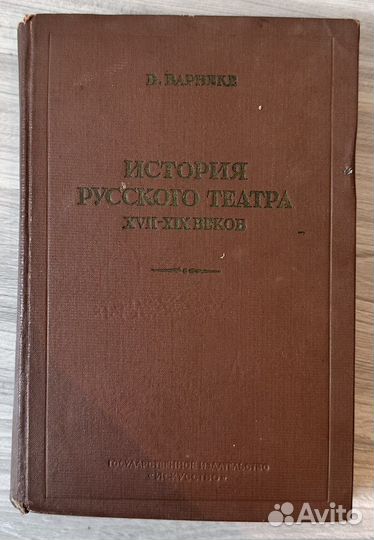 Б. ВАРНЕКЕ
ИСТОРИЯ
РУССКОГО ТЕАТРА
XVII-XIX ВЕКОВ
ГОСУДАРСТВЕННОЕ ИЗДАТЕЛЬСТВО
«ИСКУССТВО»
Avito